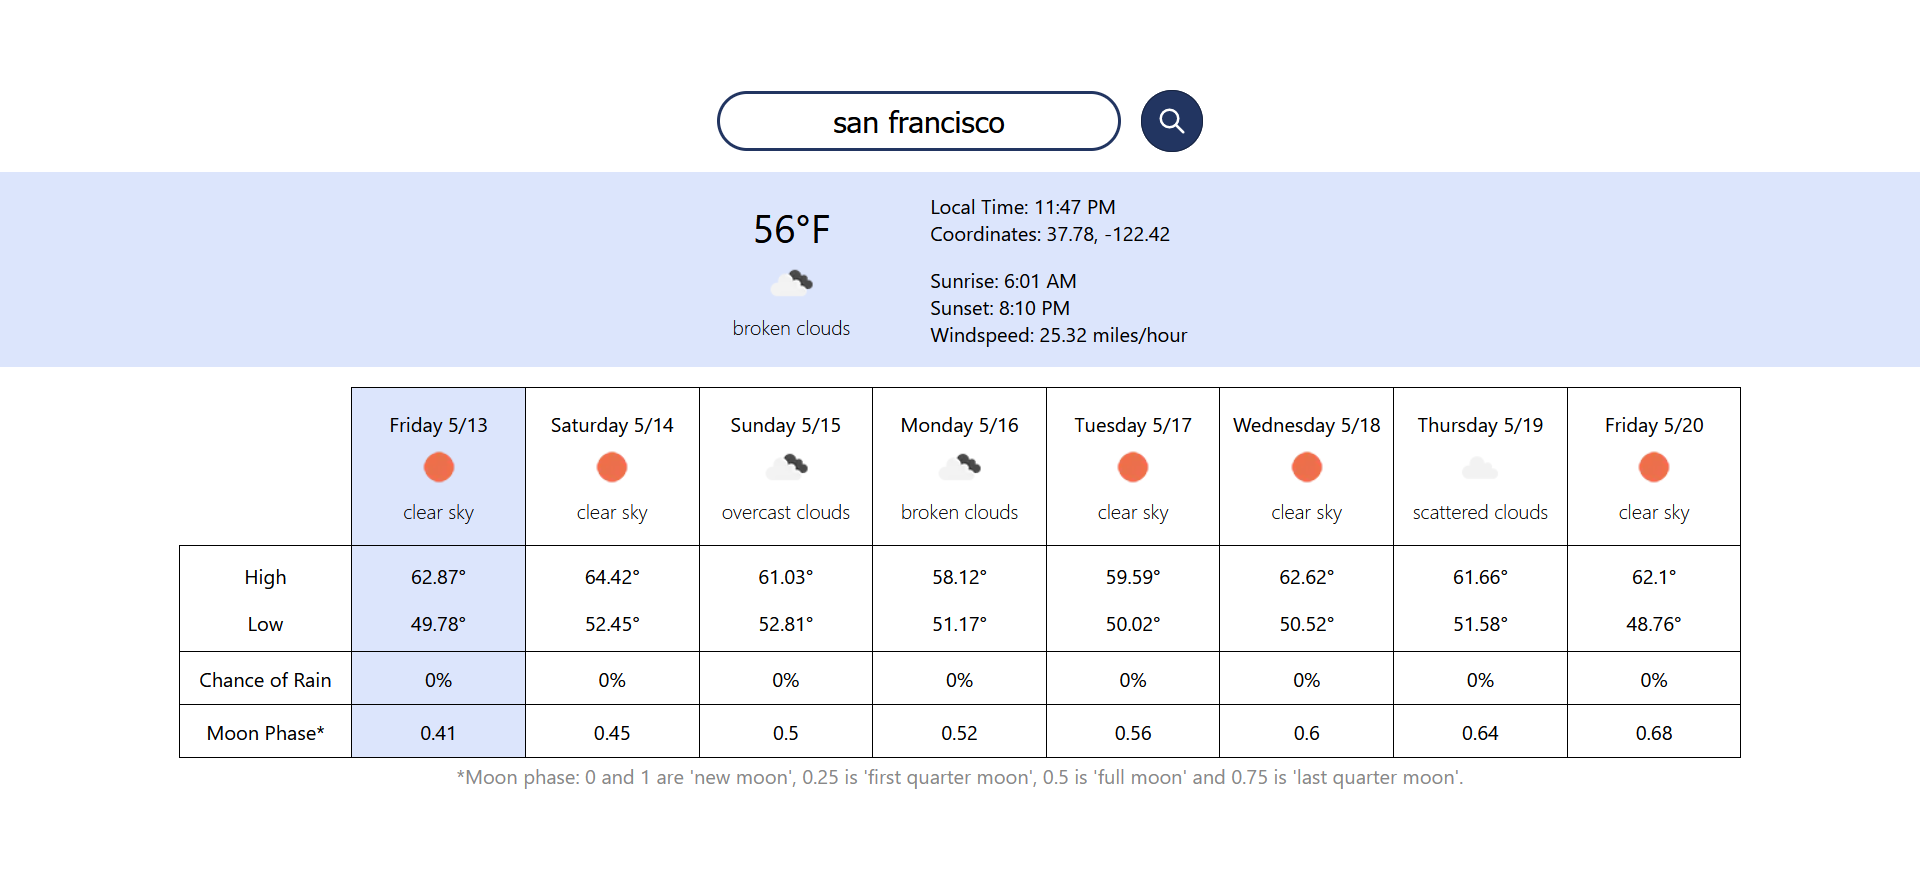 san francisco
56°F
broken clouds
Local Time: 11:47 PM
Coordinates: 37.78, -122.42
Sunrise: 6:01 AM
Sunset: 8:10 PM
Windspeed: 25.32 miles/hour
Friday 5/13 Saturday 5/14 Sunday 5/15 Monday 5/16 Tuesday 5/17 Wednesday 5/18 Thursday 5/19 Friday 5/20
clear sky clear sky overcast clouds broken clouds clear sky clear sky scattered clouds clear sky
High 62.87° 64.42° 61.03° 58.12° 59.59° 62.62° 61.66° 62.1°
Low 49.78° 52.45° 52.81° 51.17° 50.02° 50.52° 51.58° 48.76°
Chance of Rain 0% 0% 0% 0% 0% 0% 0% 0%
Moon Phase* 0.41 0.45 0.5 0.52 0.56 0.6 0.64 0.68
*Moon phase: 0 and 1 are 'new moon', 0.25 is 'first quarter moon', 0.5 is 'full moon' and 0.75 is 'last quarter moon'.